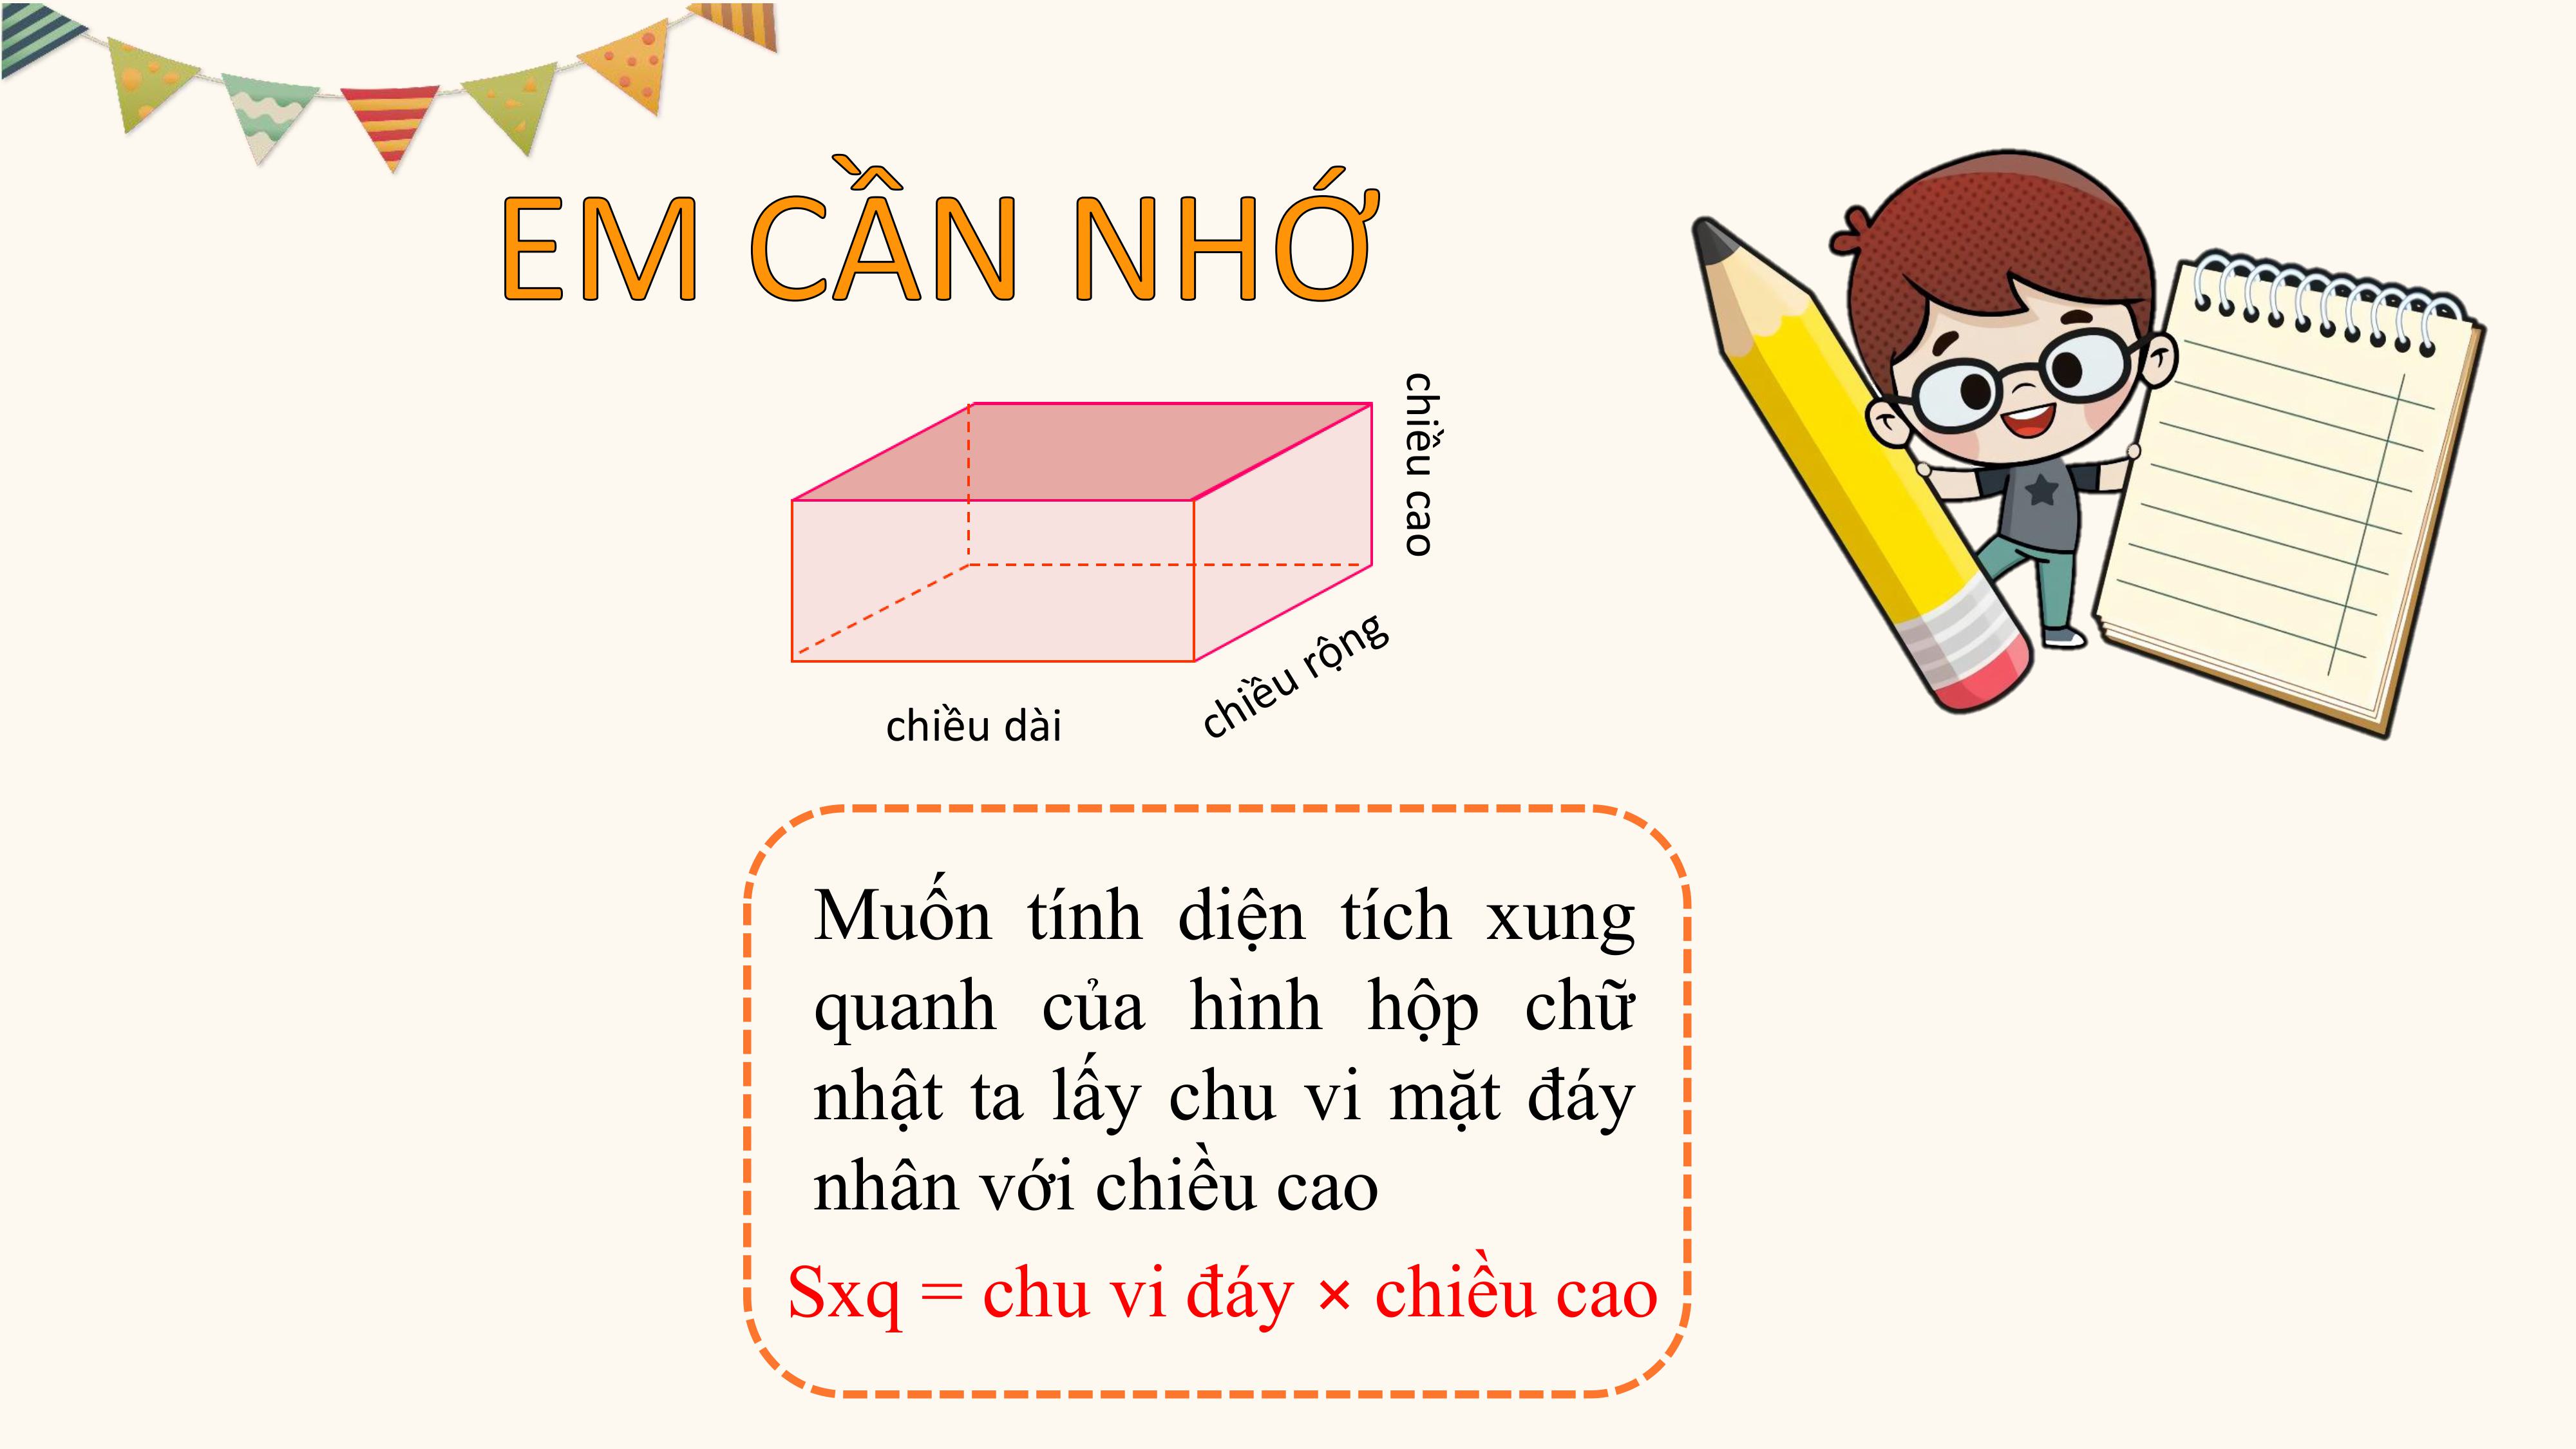 EM CẦN NHỚ
chiều cao
chiều rộng
chiều dài
Muốn tính diện tích xung
quanh của hình hộp chữ
nhật ta lấy chu vi mặt đáy
nhân với chiều cao
Sxq = chu vi đáy × chiều cao